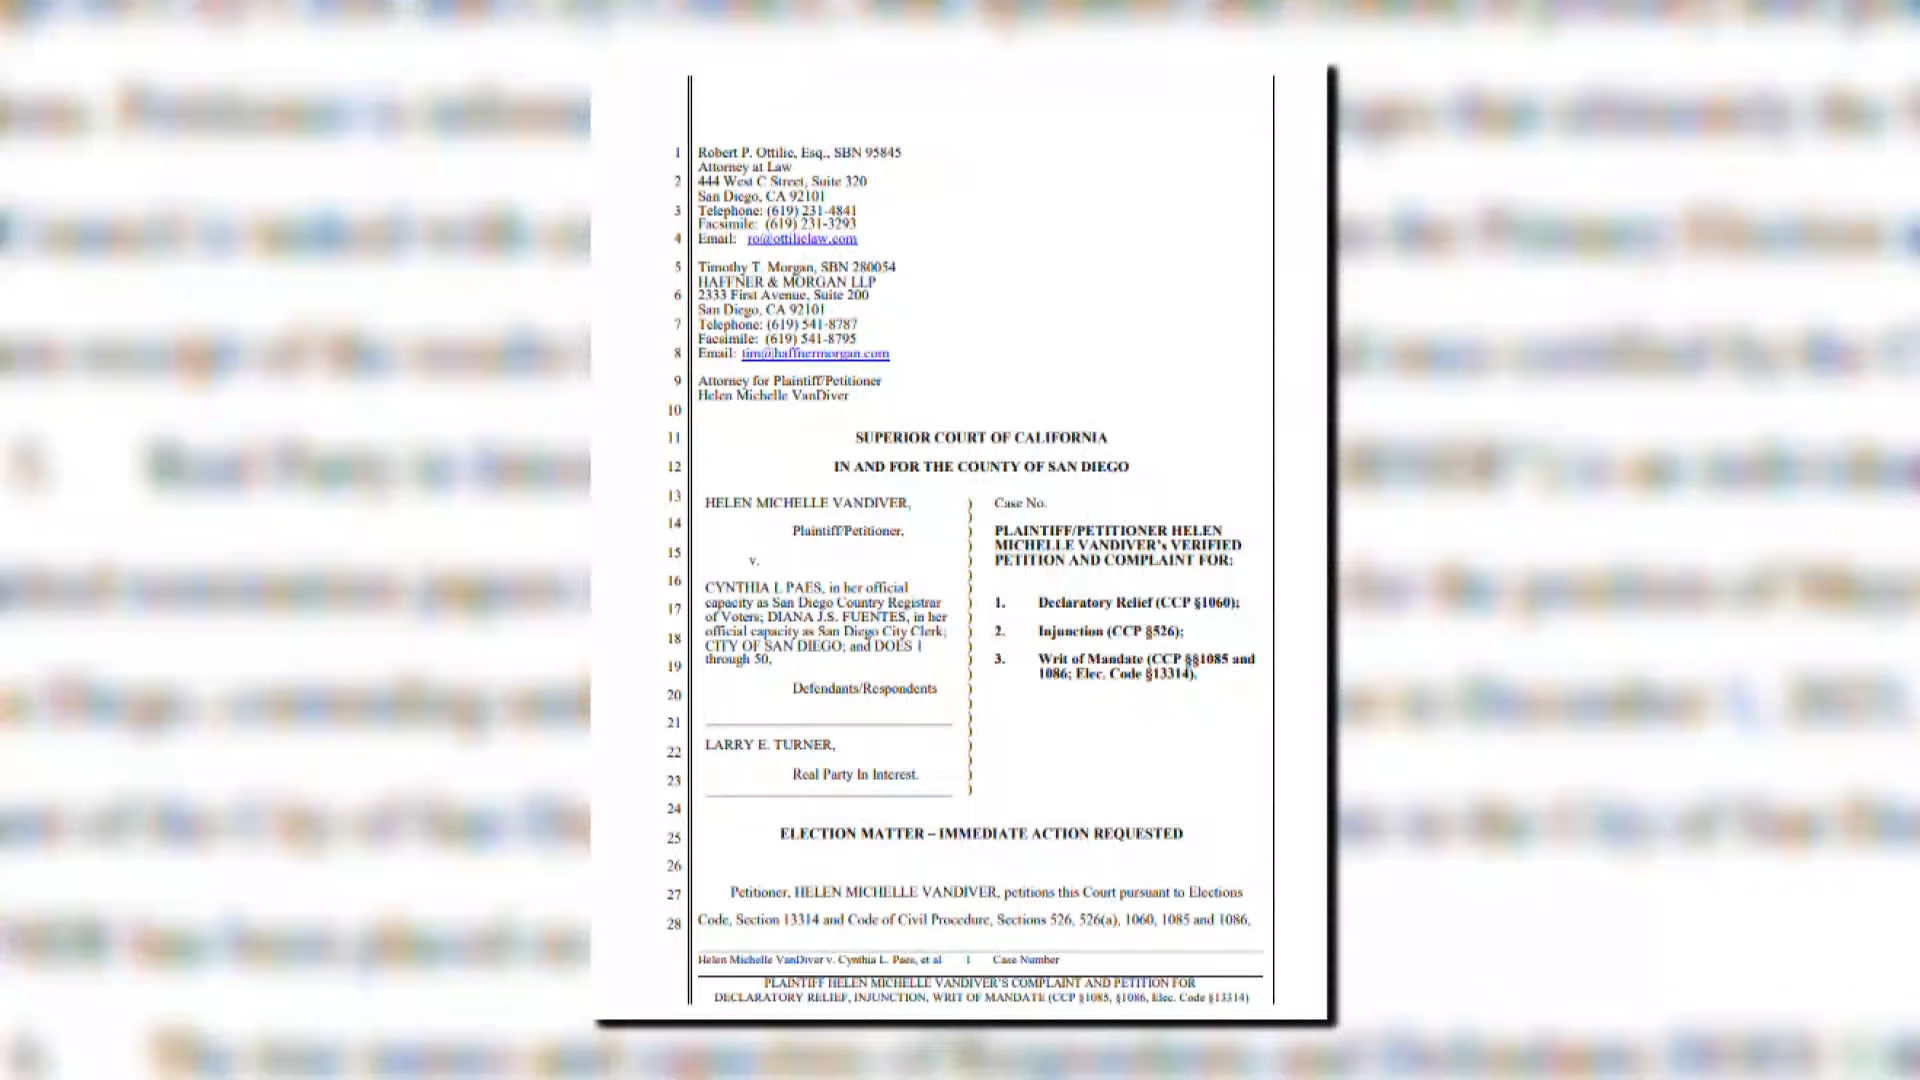 1 Robert P. Ottilie, Esq., SBN 95845
Attorney at Law
2 444 West C Street, Suite 320
San Diego, CA 92101
3 Telephone: (619) 231-4841
Facsimile: (619) 231-3293
4 Email: ro@ottilielaw.com
5 Timothy T. Morgan, SBN 280054
HAFFNER & MORGAN LLP
6 2333 First Avenue, Suite 200
San Diego, CA 92101
7 Telephone: (619) 541-8787
Facsimile: (619) 541-8795
8 Email: tim@haffnermorgan.com
9 Attorney for Plaintiff/Petitioner
Helen Michelle VanDiver
10
11 SUPERIOR COURT OF CALIFORNIA
12 IN AND FOR THE COUNTY OF SAN DIEGO
13 HELEN MICHELLE VANDIVER,
14 Plaintiff/Petitioner,
15 v.
16 CYNTHIA L PAES, in her official
17 capacity as San Diego Country Registrar
of Voters; DIANA J.S. FUENTES, in her
18 official capacity as San Diego City Clerk;
CITY OF SAN DIEGO; and DOES 1
19 through 50,
20 Defendants/Respondents
21
22 LARRY E. TURNER,
23 Real Party In Interest.
Case No.
PLAINTIFF/PETITIONER HELEN
MICHELLE VANDIVER's VERIFIED
PETITION AND COMPLAINT FOR:
1. Declaratory Relief (CCP §1060);
2. Injunction (CCP §526);
3. Writ of Mandate (CCP §§1085 and
1086; Elec. Code §13314).
24
25 ELECTION MATTER – IMMEDIATE ACTION REQUESTED
26
27 Petitioner, HELEN MICHELLE VANDIVER, petitions this Court pursuant to Elections
28 Code, Section 13314 and Code of Civil Procedure, Sections 526, 526(a), 1060, 1085 and 1086,
Helen Michelle VanDiver v. Cynthia L. Paes, et al | Case Number
PLAINTIFF HELEN MICHELLE VANDIVER'S COMPLAINT AND PETITION FOR
DECLARATORY RELIEF, INJUNCTION, WRIT OF MANDATE (CCP §1085, §1086, Elec. Code §13314)